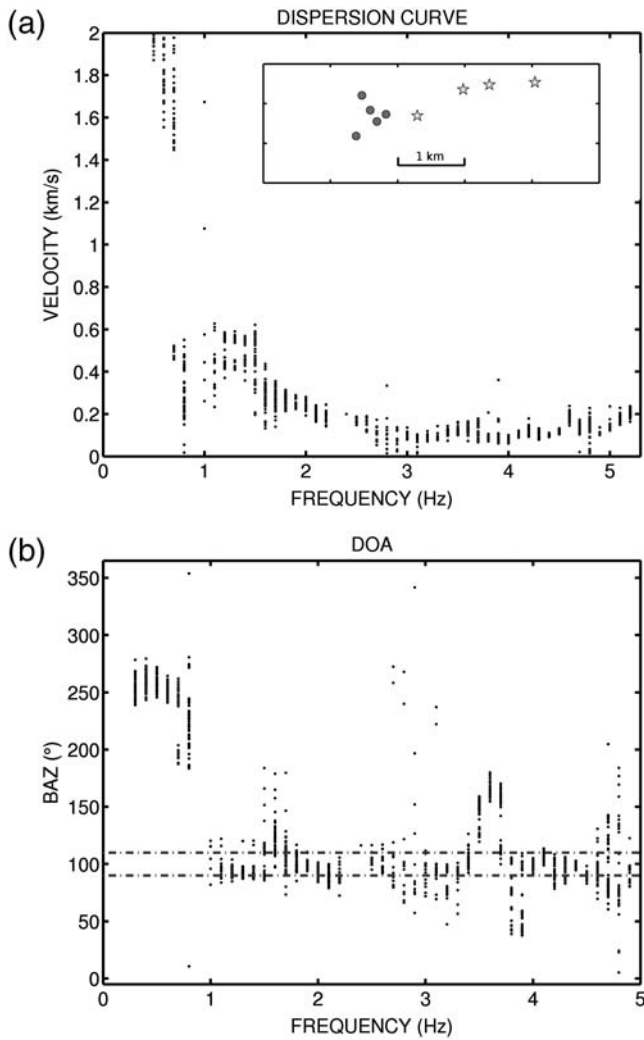 (a)
DISPERSION CURVE
2
1.8
1.6
1.4
1.2
1
0.8
0.6
0.4
0.2
0
VELOCITY (km/s)
1 km
0 1 2 3 4 5
FREQUENCY (Hz)
(b)
DOA
350
300
250
200
150
100
50
0
BAZ (°)
0 1 2 3 4 5
FREQUENCY (Hz)